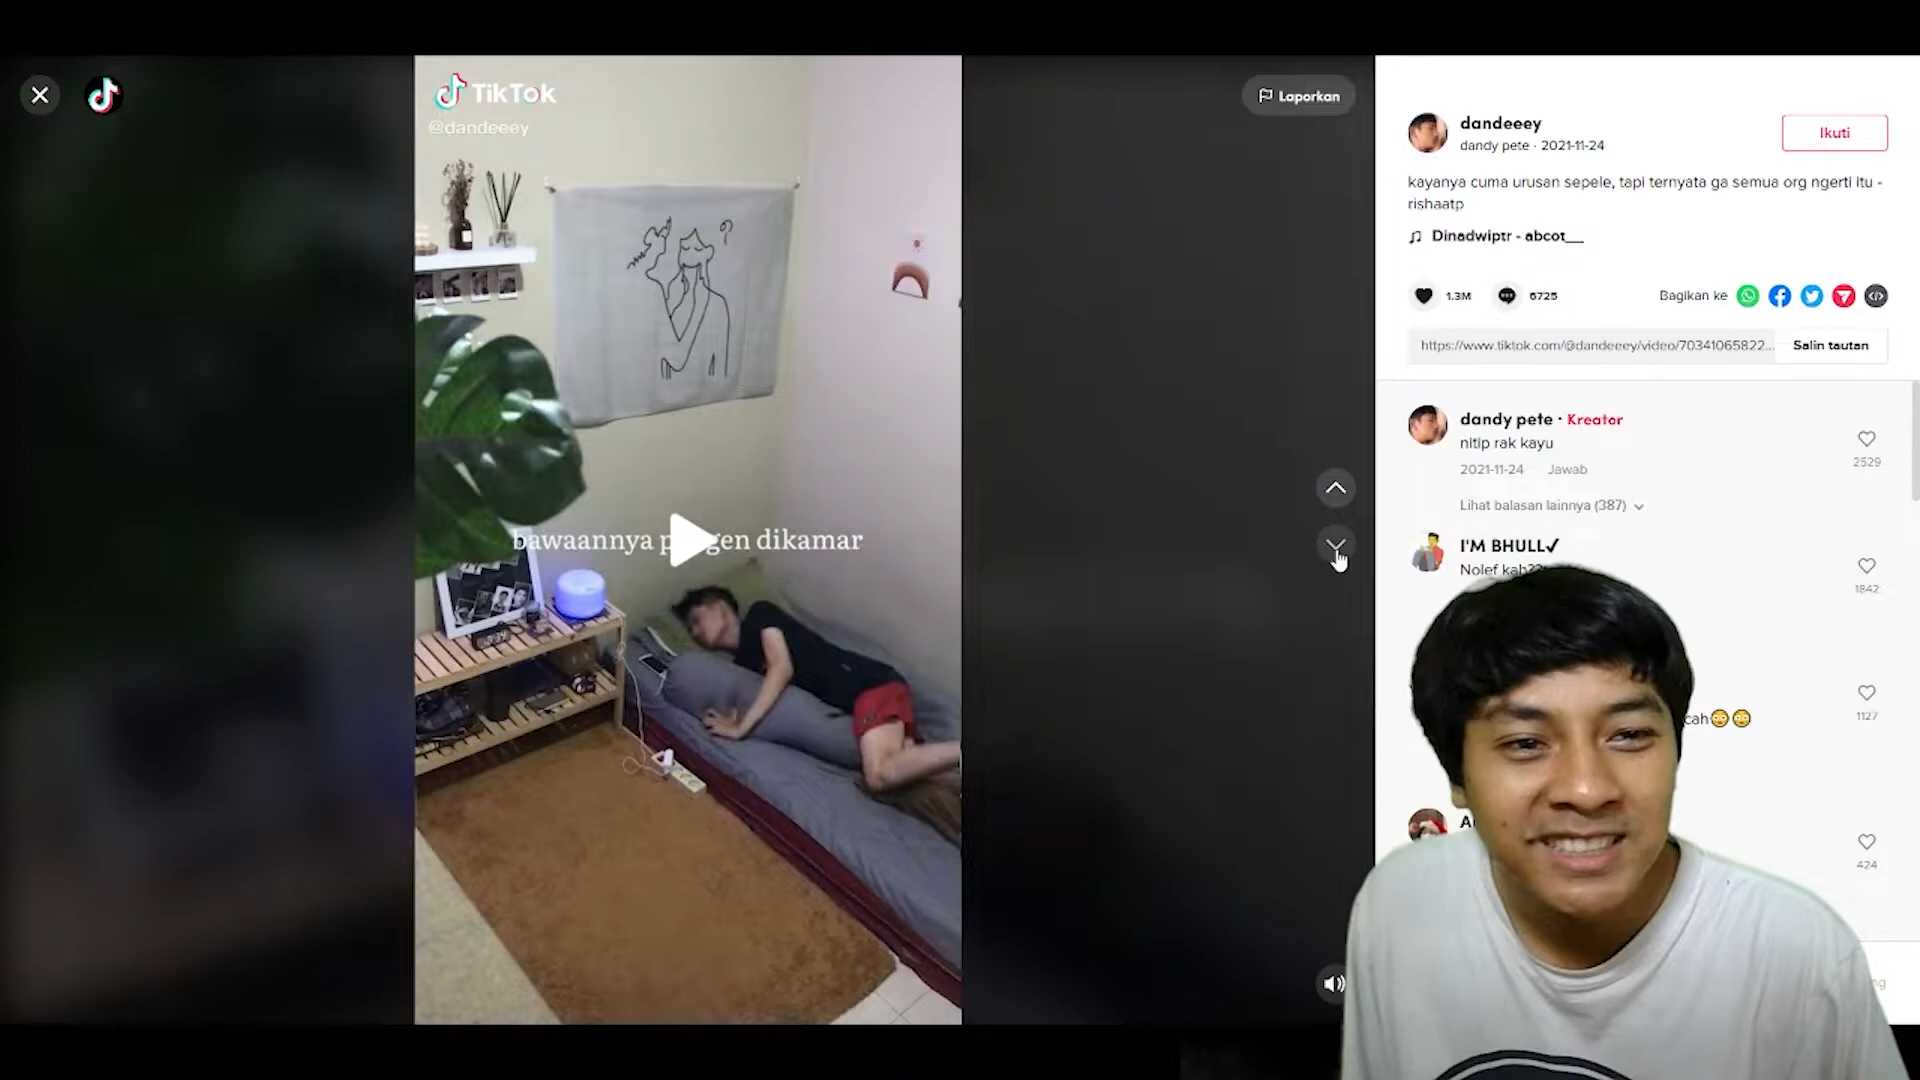 TikTok
@dandeeey
Laporkan
bawaannya dikamar
dandeeey
dandy pete · 2021-11-24
Ikuti
kayanya cuma urusan sepele, tapi ternyata ga semua org ngerti itu -
rishaatp
Dinadwiptr - abcot__
1.3M
6725
Bagikan ke
https://www.tiktok.com/@dandeeey/video/70341065822...
Salin tautan
dandy pete · Kreator
nitip rak kayu
2529
2021-11-24 Jawab
Lihat balasan lainnya (387)
I'M BHULL✓
Nolef
1842
cah😳😳
1127
424